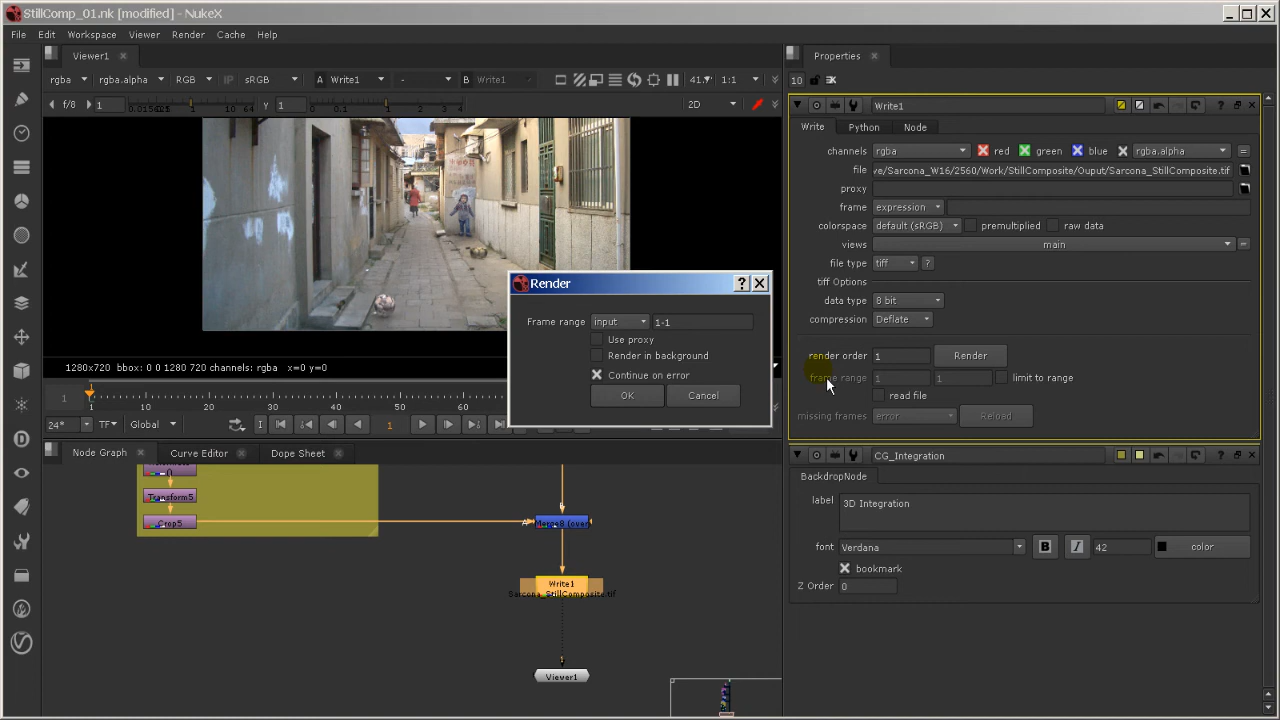 StillComp_01.nk [modified] - NukeX
File Edit Workspace Viewer Render Cache Help
Viewer1
Properties
rgba rgba.alpha RGB IP sRGB A Write1 - B Write1 41. 1:1
10
f/8 1 y 1 2D
Write1
Write Python Node
channels rgba red green blue rgba.alpha
file ve/Sarcona_W16/2560/Work/StillComposite/Ouput/Sarcona_StillComposite.tif
proxy
frame expression
colorspace default (sRGB) premultiplied raw data
views main
file type tiff ?
tiff Options
data type 8 bit
compression Deflate
render order 1 Render
frame range 1 1 limit to range
read file
missing frames error Reload
Render
Frame range input 1-1
Use proxy
Render in background
Continue on error
OK Cancel
1280x720 bbox: 0 0 1280 720 channels: rgba x=0 y=0
1 1 10 20 30 40 50
24* TF Global 1
Node Graph Curve Editor Dope Sheet
Transform5
Crop5
A
B
Merge8 (over
Write1
Sarcona_StillComposite.tif
Viewer1
CG_Integration
BackdropNode
label 3D Integration
font Verdana B I 42 color
bookmark
Z Order 0